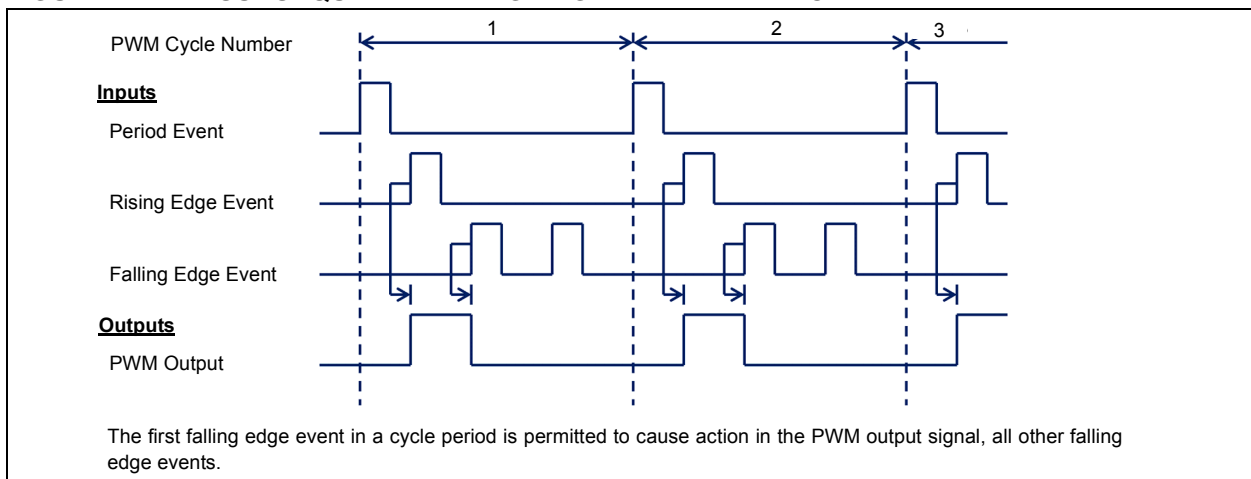 1
2
3
PWM Cycle Number
Inputs
Period Event
Rising Edge Event
Falling Edge Event
Outputs
PWM Output
The first falling edge event in a cycle period is permitted to cause action in the PWM output signal, all other falling
edge events.